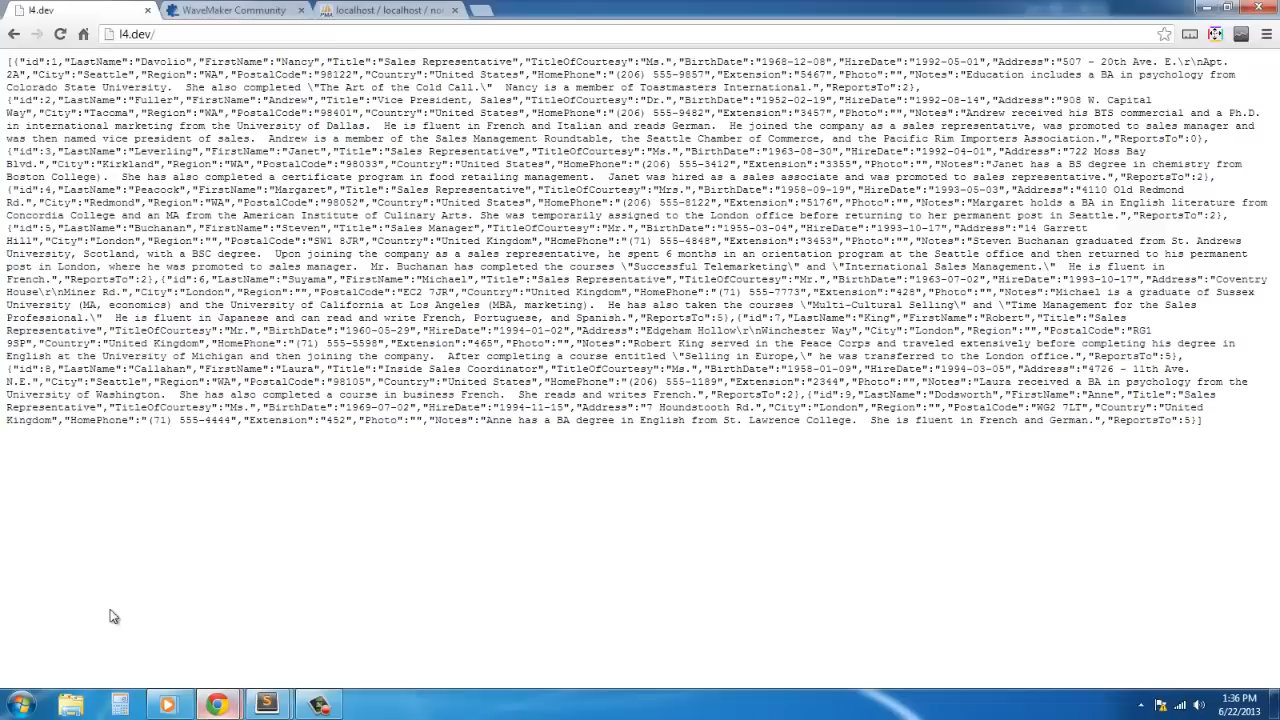 l4.dev
WaveMaker Community
localhost / localhost / nor
l4.dev/
[{"id":1,"LastName":"Davolio","FirstName":"Nancy","Title":"Sales Representative","TitleOfCourtesy":"Ms.","BirthDate":"1968-12-08","HireDate":"1992-05-01","Address":"507 - 20th Ave. E.\r\nApt.
2A","City":"Seattle","Region":"WA","PostalCode":"98122","Country":"United States","HomePhone":"(206) 555-9857","Extension":"5467","Photo":"","Notes":"Education includes a BA in psychology from
Colorado State University.  She also completed \"The Art of the Cold Call.\"  Nancy is a member of Toastmasters International.","ReportsTo":2},
{"id":2,"LastName":"Fuller","FirstName":"Andrew","Title":"Vice President, Sales","TitleOfCourtesy":"Dr.","BirthDate":"1952-02-19","HireDate":"1992-08-14","Address":"908 W. Capital
Way","City":"Tacoma","Region":"WA","PostalCode":"98401","Country":"United States","HomePhone":"(206) 555-9482","Extension":"3457","Photo":"","Notes":"Andrew received his BTS commercial and a Ph.D.
in international marketing from the University of Dallas.  He is fluent in French and Italian and reads German.  He joined the company as a sales representative, was promoted to sales manager and
was then named vice president of sales.  Andrew is a member of the Sales Management Roundtable, the Seattle Chamber of Commerce, and the Pacific Rim Importers Association.","ReportsTo":0},
{"id":3,"LastName":"Leverling","FirstName":"Janet","Title":"Sales Representative","TitleOfCourtesy":"Ms.","BirthDate":"1963-08-30","HireDate":"1992-04-01","Address":"722 Moss Bay
Blvd.","City":"Kirkland","Region":"WA","PostalCode":"98033","Country":"United States","HomePhone":"(206) 555-3412","Extension":"3355","Photo":"","Notes":"Janet has a BS degree in chemistry from
Boston College).  She has also completed a certificate program in food retailing management.  Janet was hired as a sales associate and was promoted to sales representative.","ReportsTo":2},
{"id":4,"LastName":"Peacock","FirstName":"Margaret","Title":"Sales Representative","TitleOfCourtesy":"Mrs.","BirthDate":"1958-09-19","HireDate":"1993-05-03","Address":"4110 Old Redmond
Rd.","City":"Redmond","Region":"WA","PostalCode":"98052","Country":"United States","HomePhone":"(206) 555-8122","Extension":"5176","Photo":"","Notes":"Margaret holds a BA in English literature from
Concordia College and an MA from the American Institute of Culinary Arts. She was temporarily assigned to the London office before returning to her permanent post in Seattle.","ReportsTo":2},
{"id":5,"LastName":"Buchanan","FirstName":"Steven","Title":"Sales Manager","TitleOfCourtesy":"Mr.","BirthDate":"1955-03-04","HireDate":"1993-10-17","Address":"14 Garrett
Hill","City":"London","Region":"","PostalCode":"SW1 8JR","Country":"United Kingdom","HomePhone":"(71) 555-4848","Extension":"3453","Photo":"","Notes":"Steven Buchanan graduated from St. Andrews
University, Scotland, with a BSC degree.  Upon joining the company as a sales representative, he spent 6 months in an orientation program at the Seattle office and then returned to his permanent
post in London, where he was promoted to sales manager.  Mr. Buchanan has completed the courses \"Successful Telemarketing\" and \"International Sales Management.\"  He is fluent in
French.","ReportsTo":2},{"id":6,"LastName":"Suyama","FirstName":"Michael","Title":"Sales Representative","TitleOfCourtesy":"Mr.","BirthDate":"1963-07-02","HireDate":"1993-10-17","Address":"Coventry
House\r\nMiner Rd.","City":"London","Region":"","PostalCode":"EC2 7JR","Country":"United Kingdom","HomePhone":"(71) 555-7773","Extension":"428","Photo":"","Notes":"Michael is a graduate of Sussex
University (MA, economics) and the University of California at Los Angeles (MBA, marketing).  He has also taken the courses \"Multi-Cultural Selling\" and \"Time Management for the Sales
Professional.\"  He is fluent in Japanese and can read and write French, Portuguese, and Spanish.","ReportsTo":5},{"id":7,"LastName":"King","FirstName":"Robert","Title":"Sales
Representative","TitleOfCourtesy":"Mr.","BirthDate":"1960-05-29","HireDate":"1994-01-02","Address":"Edgeham Hollow\r\nWinchester Way","City":"London","Region":"","PostalCode":"RG1
9SP","Country":"United Kingdom","HomePhone":"(71) 555-5598","Extension":"465","Photo":"","Notes":"Robert King served in the Peace Corps and traveled extensively before completing his degree in
English at the University of Michigan and then joining the company.  After completing a course entitled \"Selling in Europe,\" he was transferred to the London office.","ReportsTo":5},
{"id":8,"LastName":"Callahan","FirstName":"Laura","Title":"Inside Sales Coordinator","TitleOfCourtesy":"Ms.","BirthDate":"1958-01-09","HireDate":"1994-03-05","Address":"4726 - 11th Ave.
N.E.","City":"Seattle","Region":"WA","PostalCode":"98105","Country":"United States","HomePhone":"(206) 555-1189","Extension":"2344","Photo":"","Notes":"Laura received a BA in psychology from the
University of Washington.  She has also completed a course in business French.  She reads and writes French.","ReportsTo":2},{"id":9,"LastName":"Dodsworth","FirstName":"Anne","Title":"Sales
Representative","TitleOfCourtesy":"Ms.","BirthDate":"1969-07-02","HireDate":"1994-11-15","Address":"7 Houndstooth Rd.","City":"London","Region":"","PostalCode":"WG2 7LT","Country":"United
Kingdom","HomePhone":"(71) 555-4444","Extension":"452","Photo":"","Notes":"Anne has a BA degree in English from St. Lawrence College.  She is fluent in French and German.","ReportsTo":5}]
1:36 PM
6/22/2013